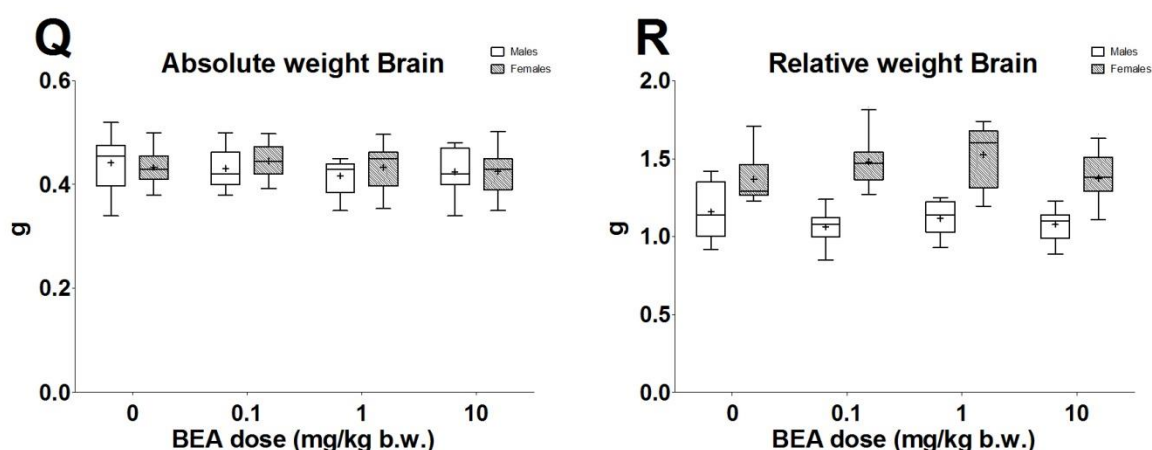 Q
Absolute weight Brain
Males
Females
0.6
0.4
0.2
0.0
g
0 0.1 1 10
BEA dose (mg/kg b.w.)
R
Relative weight Brain
Males
Females
2.0
1.5
1.0
0.5
0.0
g
0 0.1 1 10
BEA dose (mg/kg b.w.)